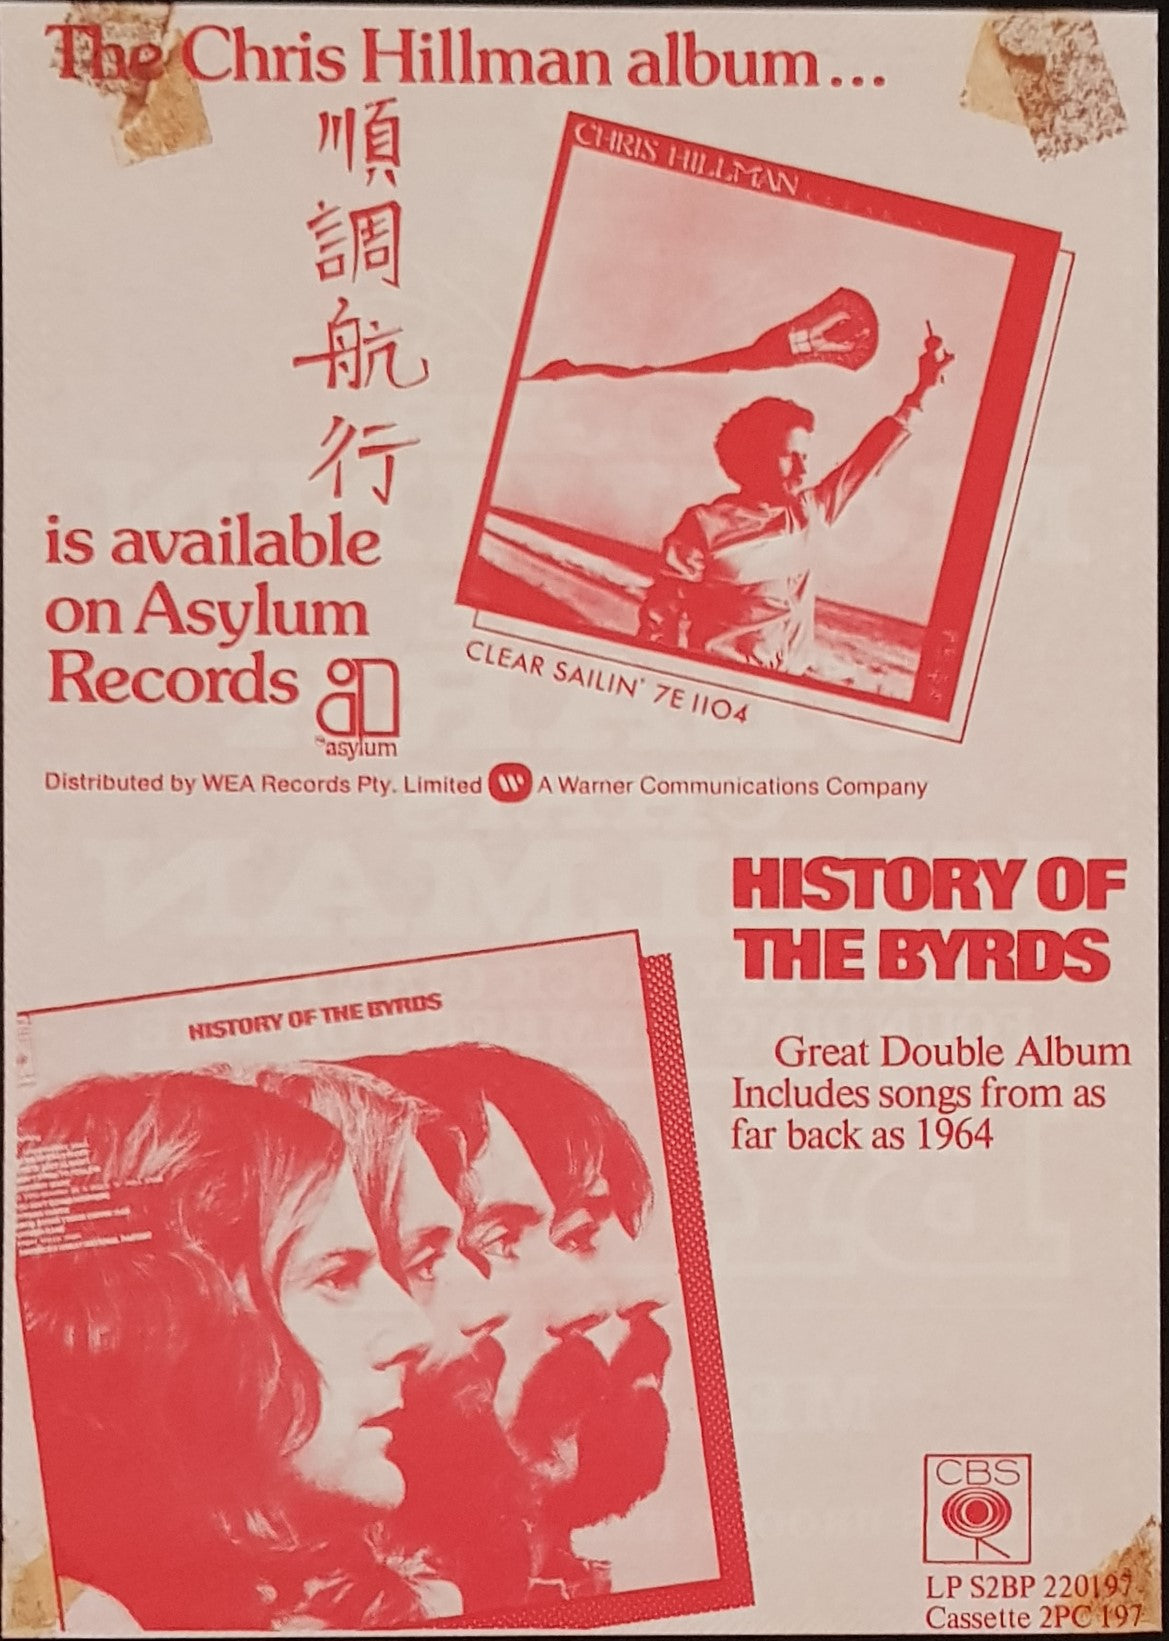 The Chris Hillman album...
順
調
航
行
CHRIS HILLMAN
is available
on Asylum
Records
asylum
CLEAR SAILIN' 7E 1104
Distributed by WEA Records Pty. Limited W A Warner Communications Company
HISTORY OF
THE BYRDS
HISTORY OF THE BYRDS
Great Double Album
Includes songs from as
far back as 1964
CBS
LP S2BP 220197
Cassette 2PC 197